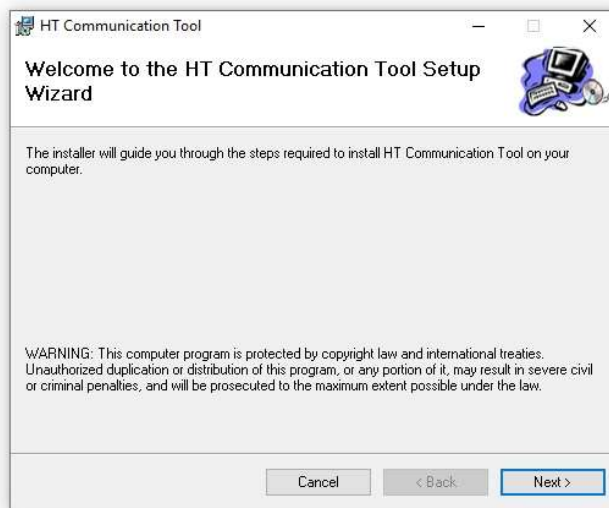 HT Communication Tool
Welcome to the HT Communication Tool Setup
Wizard
The installer will guide you through the steps required to install HT Communication Tool on your
computer.
WARNING: This computer program is protected by copyright law and international treaties.
Unauthorized duplication or distribution of this program, or any portion of it, may result in severe civil
or criminal penalties, and will be prosecuted to the maximum extent possible under the law.
Cancel < Back Next >